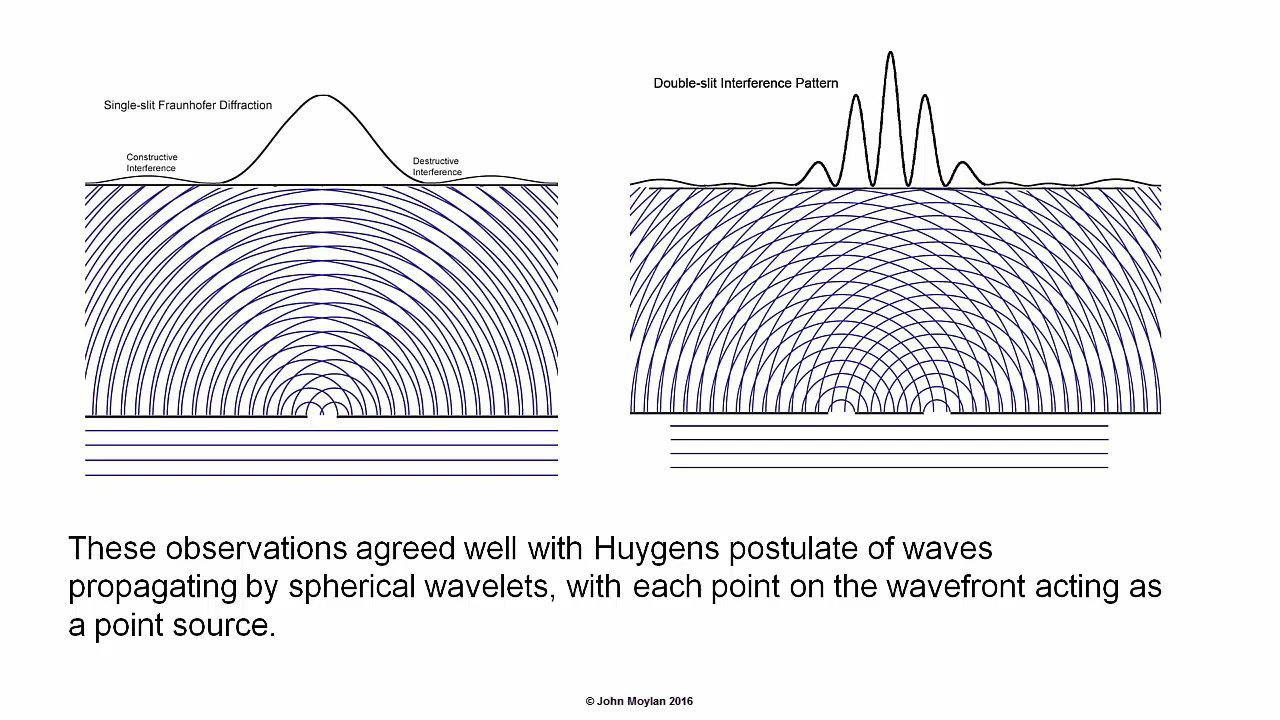 Single-slit Fraunhofer Diffraction
Constructive
Interference
Destructive
Interference
Double-slit Interference Pattern
These observations agreed well with Huygens postulate of waves
propagating by spherical wavelets, with each point on the wavefront acting as
a point source.
© John Moylan 2016